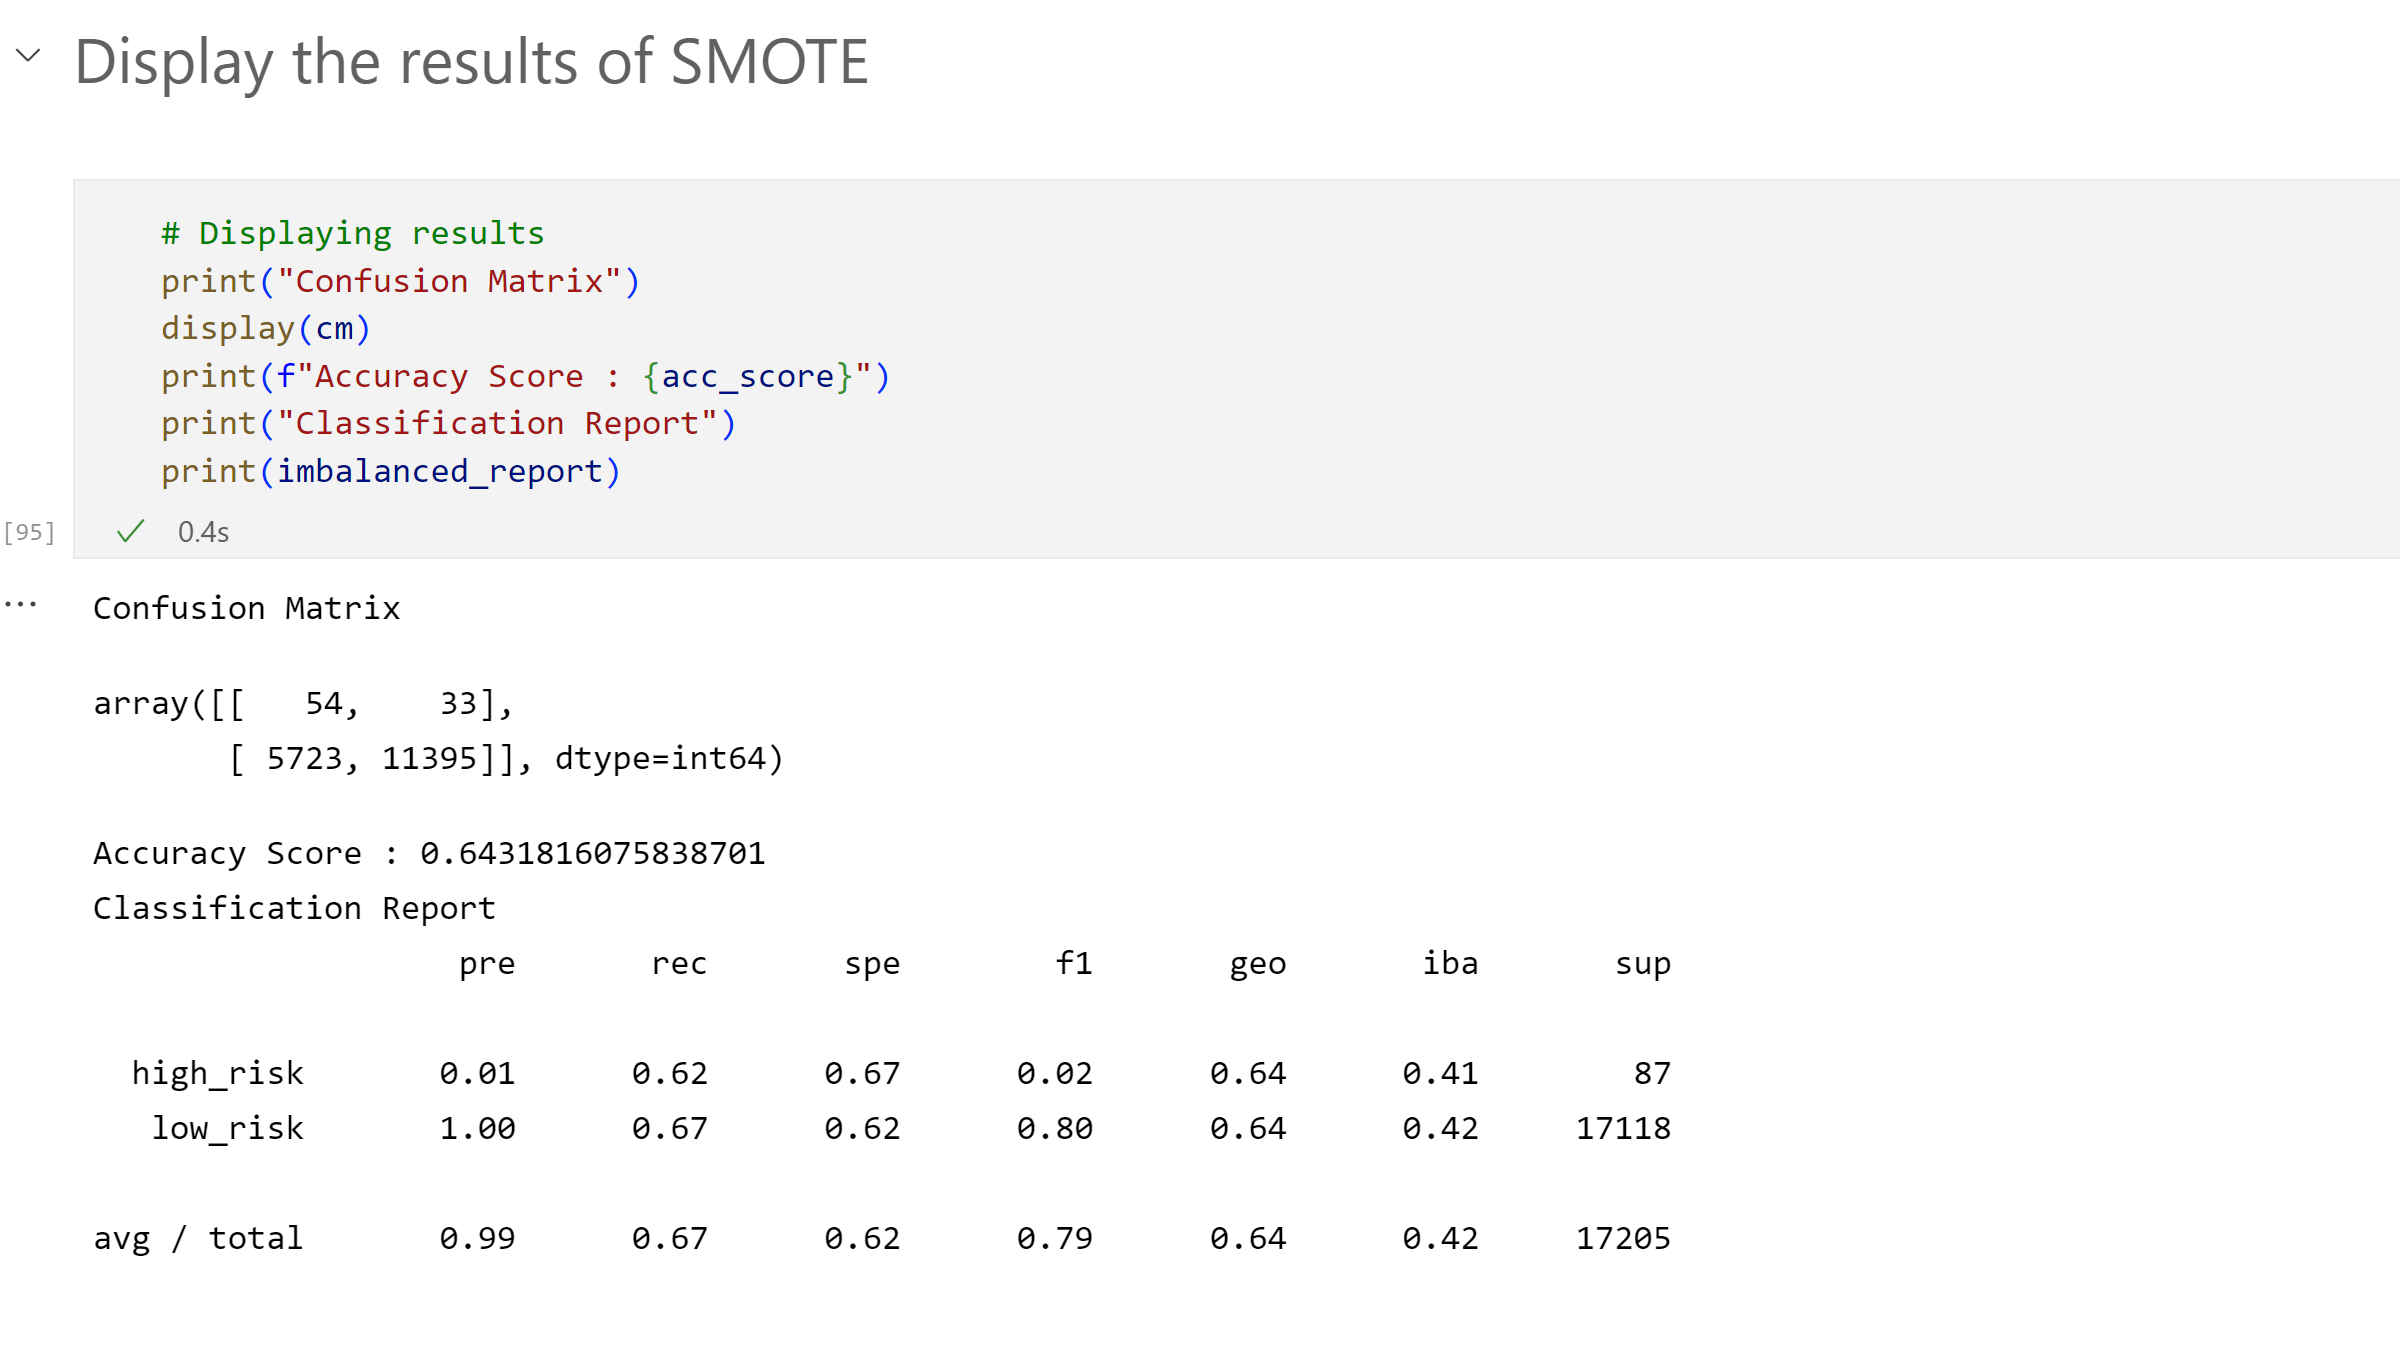 Display the results of SMOTE
# Displaying results
print("Confusion Matrix")
display(cm)
print(f"Accuracy Score : {acc_score}")
print("Classification Report")
print(imbalanced_report)
[95] 0.4s
... Confusion Matrix
array([[   54,    33],
       [ 5723, 11395]], dtype=int64)
Accuracy Score : 0.6431816075838701
Classification Report
                   pre       rec       spe        f1       geo       iba       sup
  high_risk       0.01      0.62      0.67      0.02      0.64      0.41        87
   low_risk       1.00      0.67      0.62      0.80      0.64      0.42     17118
avg / total       0.99      0.67      0.62      0.79      0.64      0.42     17205